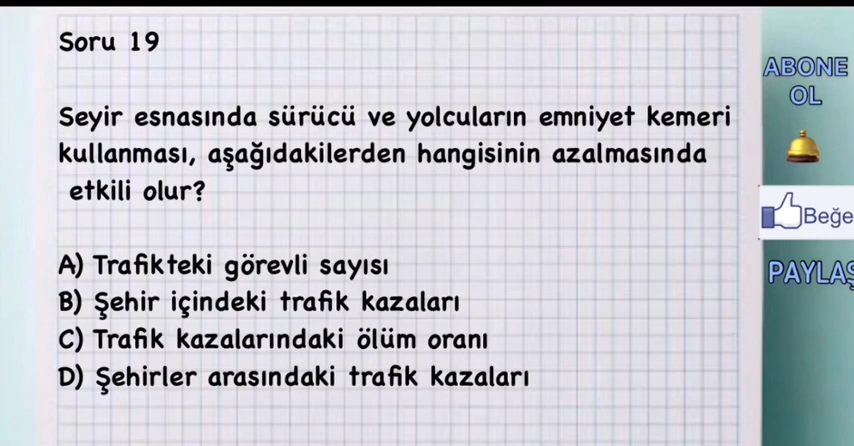 Soru 19
Seyir esnasında sürücü ve yolcuların emniyet kemeri
kullanması, aşağıdakilerden hangisinin azalmasında
etkili olur?
A) Trafikteki görevli sayısı
B) Şehir içindeki trafik kazaları
C) Trafik kazalarındaki ölüm oranı
D) Şehirler arasındaki trafik kazaları
ABONE
OL
Beğe
PAYLAŞ